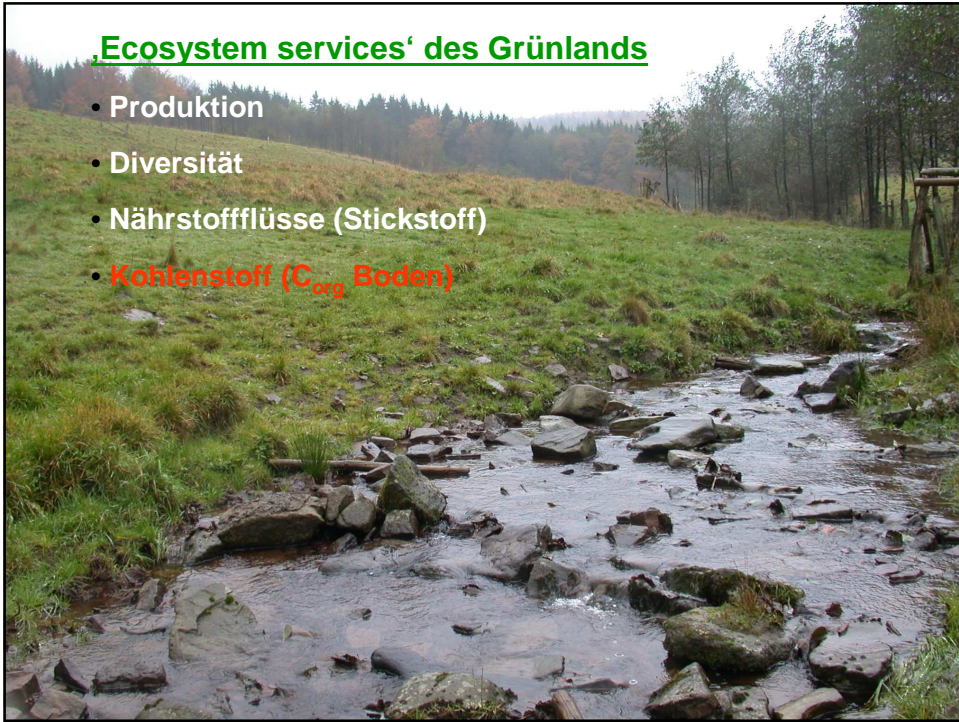 ‚Ecosystem services‘ des Grünlands
• Produktion
• Diversität
• Nährstoffflüsse (Stickstoff)
• Kohlenstoff (Corg Boden)